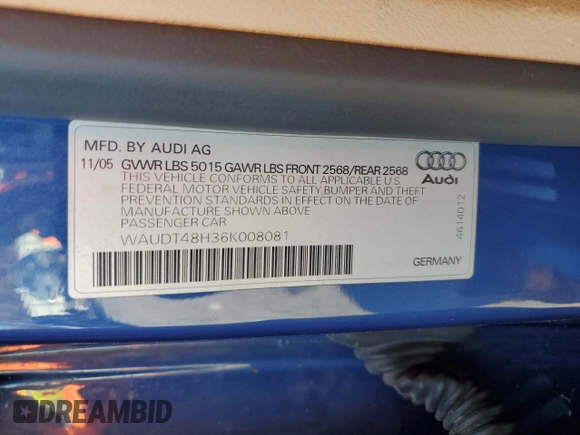 MFD. BY AUDI AG
11/05 GVWR LBS 5015 GAWR LBS FRONT 2568/REAR 2568
THIS VEHICLE CONFORMS TO ALL APPLICABLE U.S.
FEDERAL MOTOR VEHICLE SAFETY BUMPER AND THEFT
PREVENTION STANDARDS IN EFFECT ON THE DATE OF
MANUFACTURE SHOWN ABOVE
PASSENGER CAR
WAUDT48H36K008081
Audi
4614012
GERMANY
DREAMBID